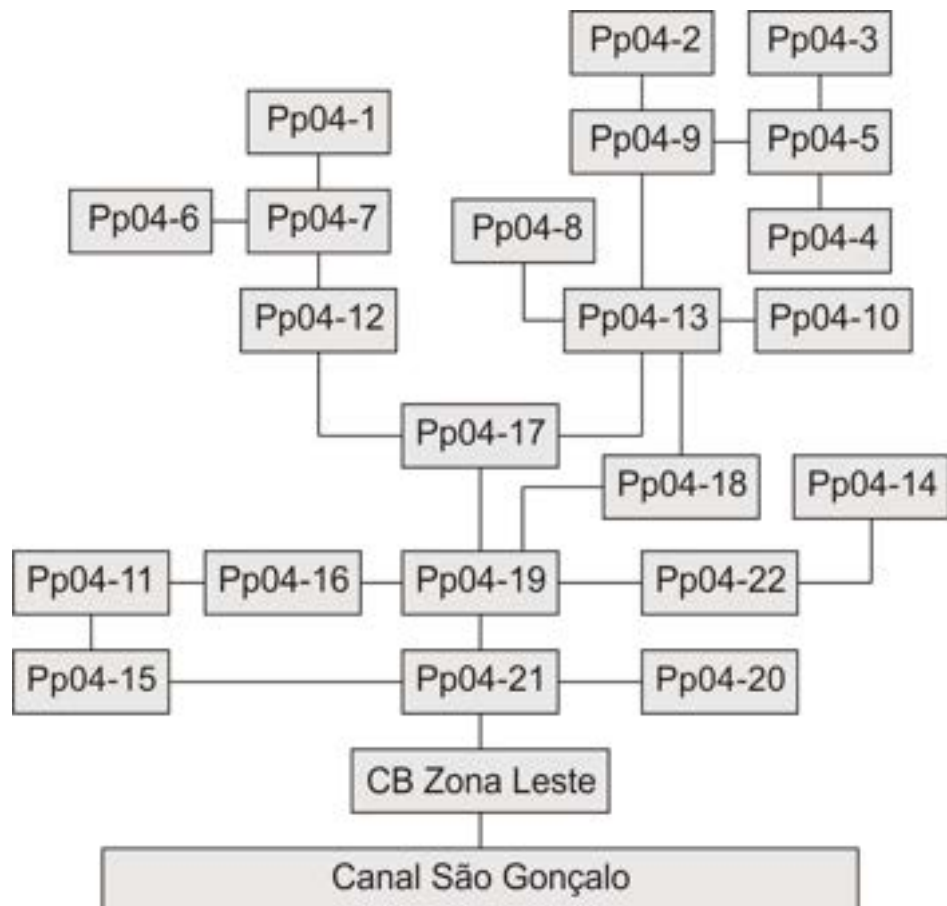 Pp04-2
Pp04-3
Pp04-1
Pp04-9
Pp04-5
Pp04-6
Pp04-7
Pp04-8
Pp04-4
Pp04-12
Pp04-13
Pp04-10
Pp04-17
Pp04-18
Pp04-14
Pp04-11
Pp04-16
Pp04-19
Pp04-22
Pp04-15
Pp04-21
Pp04-20
CB Zona Leste
Canal São Gonçalo